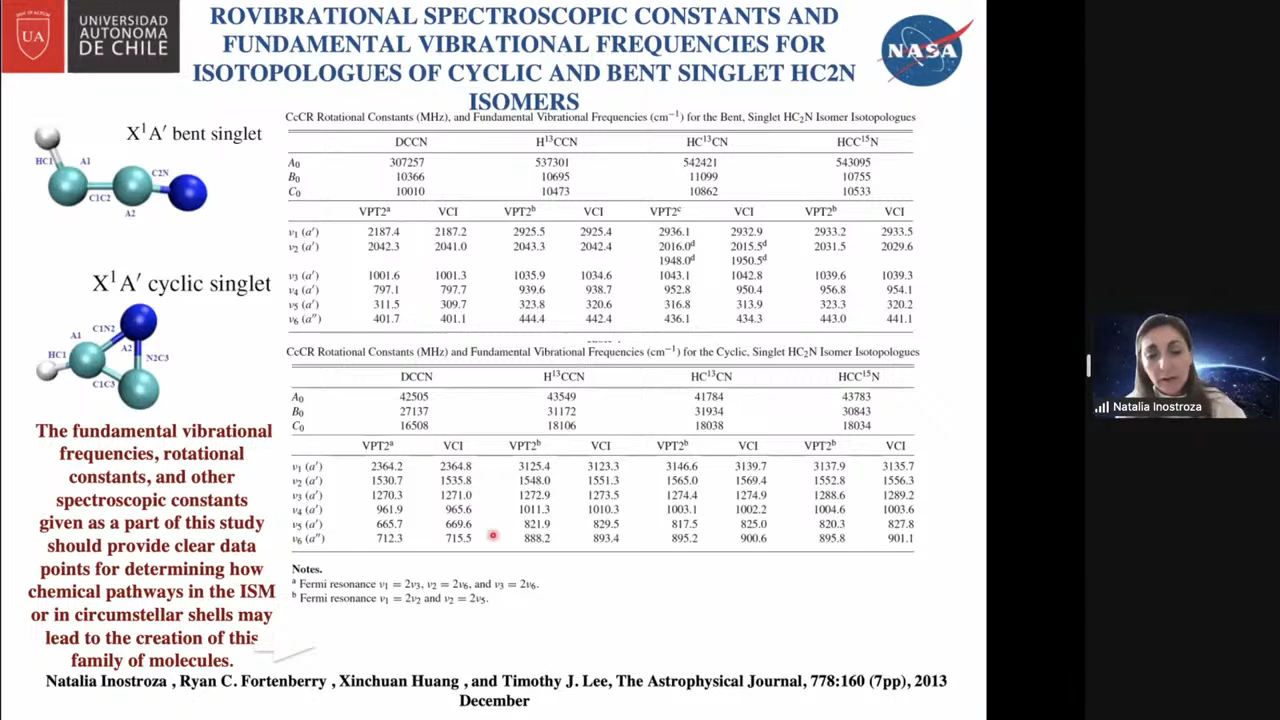 UA
UNIVERSIDAD
AUTÓNOMA
DE CHILE
ROVIBRATIONAL SPECTROSCOPIC CONSTANTS AND
FUNDAMENTAL VIBRATIONAL FREQUENCIES FOR
ISOTOPOLOGUES OF CYCLIC AND BENT SINGLET HC2N
ISOMERS
NASA
X¹A′ bent singlet
HC1 A1 C2N
C1C2
A2
X¹A′ cyclic singlet
C1N2
A1 A2
HC1 N2C3
C1C3
The fundamental vibrational
frequencies, rotational
constants, and other
spectroscopic constants
given as a part of this study
should provide clear data
points for determining how
chemical pathways in the ISM
or in circumstellar shells may
lead to the creation of this
family of molecules.
CcCR Rotational Constants (MHz), and Fundamental Vibrational Frequencies (cm⁻¹) for the Bent, Singlet HC₂N Isomer Isotopologues
DCCN H¹³CCN HC¹³CN HCC¹⁵N
A₀ 307257 537301 542421 543095
B₀ 10366 10695 11099 10755
C₀ 10010 10473 10862 10533
VPT2ᵃ VCI VPT2ᵇ VCI VPT2ᶜ VCI VPT2ᵇ VCI
ν₁ (a′) 2187.4 2187.2 2925.5 2925.4 2936.1 2932.9 2933.2 2933.5
ν₂ (a′) 2042.3 2041.0 2043.3 2042.4 2016.0ᵈ 2015.5ᵈ 2031.5 2029.6
1948.0ᵈ 1950.5ᵈ
ν₃ (a′) 1001.6 1001.3 1035.9 1034.6 1043.1 1042.8 1039.6 1039.3
ν₄ (a′) 797.1 797.7 939.6 938.7 952.8 950.4 956.8 954.1
ν₅ (a′) 311.5 309.7 323.8 320.6 316.8 313.9 323.3 320.2
ν₆ (a″) 401.7 401.1 444.4 442.4 436.1 434.3 443.0 441.1
CcCR Rotational Constants (MHz) and Fundamental Vibrational Frequencies (cm⁻¹) for the Cyclic, Singlet HC₂N Isomer Isotopologues
DCCN H¹³CCN HC¹³CN HCC¹⁵N
A₀ 42505 43549 41784 43783
B₀ 27137 31172 31934 30843
C₀ 16508 18106 18038 18034
VPT2ᵃ VCI VPT2ᵇ VCI VPT2ᵇ VCI VPT2ᵇ VCI
ν₁ (a′) 2364.2 2364.8 3125.4 3123.3 3146.6 3139.7 3137.9 3135.7
ν₂ (a′) 1530.7 1535.8 1548.0 1551.3 1565.0 1569.4 1552.8 1556.3
ν₃ (a′) 1270.3 1271.0 1272.9 1273.5 1274.4 1274.9 1288.6 1289.2
ν₄ (a′) 961.9 965.6 1011.3 1010.3 1003.1 1002.2 1004.6 1003.6
ν₅ (a′) 665.7 669.6 821.9 829.5 817.5 825.0 820.3 827.8
ν₆ (a″) 712.3 715.5 888.2 893.4 895.2 900.6 895.8 901.1
Notes.
ᵃ Fermi resonance ν₁ = 2ν₃, ν₂ = 2ν₆, and ν₃ = 2ν₆.
ᵇ Fermi resonance ν₁ = 2ν₂ and ν₂ = 2ν₅.
Natalia Inostroza , Ryan C. Fortenberry , Xinchuan Huang , and Timothy J. Lee, The Astrophysical Journal, 778:160 (7pp), 2013
December
Natalia Inostroza